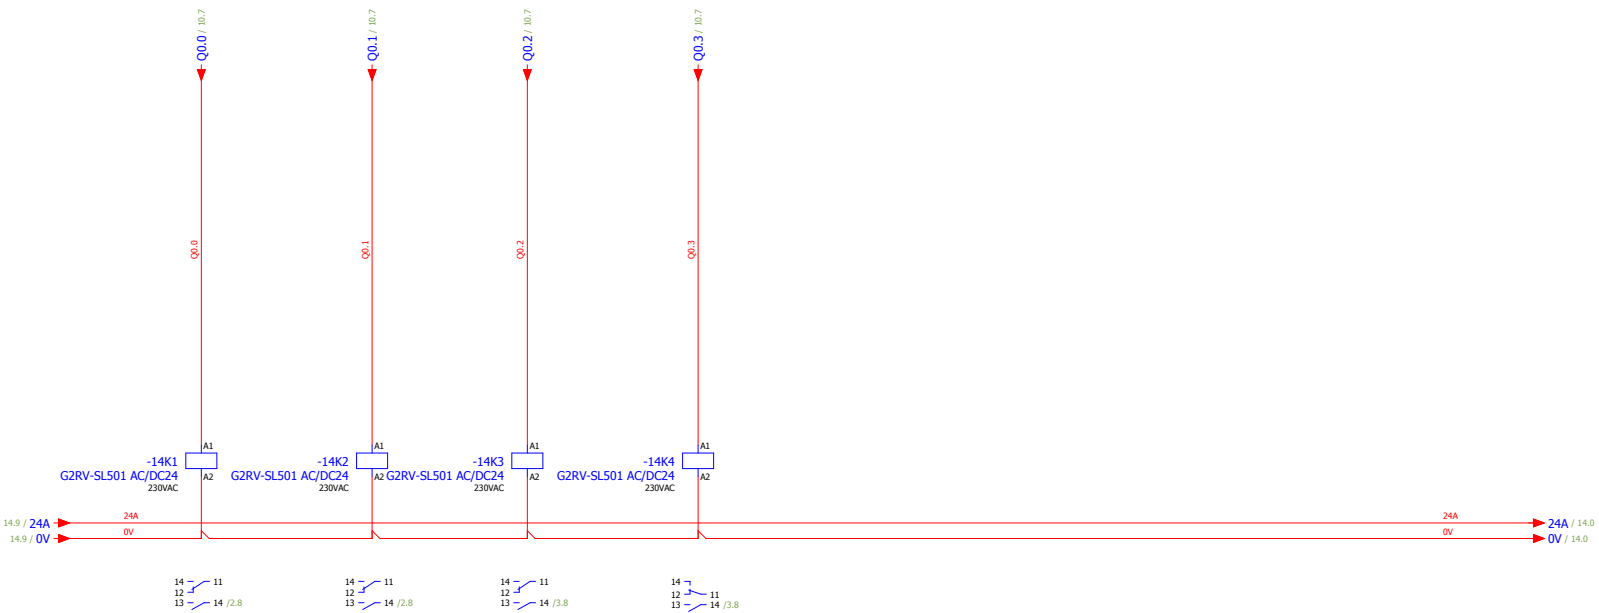 Q0.0 / 10.7
Q0.1 / 10.7
Q0.2 / 10.7
Q0.3 / 10.7
Q0.0
Q0.1
Q0.2
Q0.3
A1
-14K1
G2RV-SL501 AC/DC24
A2
230VAC
A1
-14K2
G2RV-SL501 AC/DC24
A2
230VAC
A1
-14K3
G2RV-SL501 AC/DC24
A2
230VAC
A1
-14K4
G2RV-SL501 AC/DC24
A2
230VAC
14.9 / 24A
24A
24A
24A / 14.0
14.9 / 0V
0V
0V
0V / 14.0
14 11
12
13 14 /2.8
14 11
12
13 14 /2.8
14 11
12
13 14 /3.8
14
12 11
13 14 /3.8